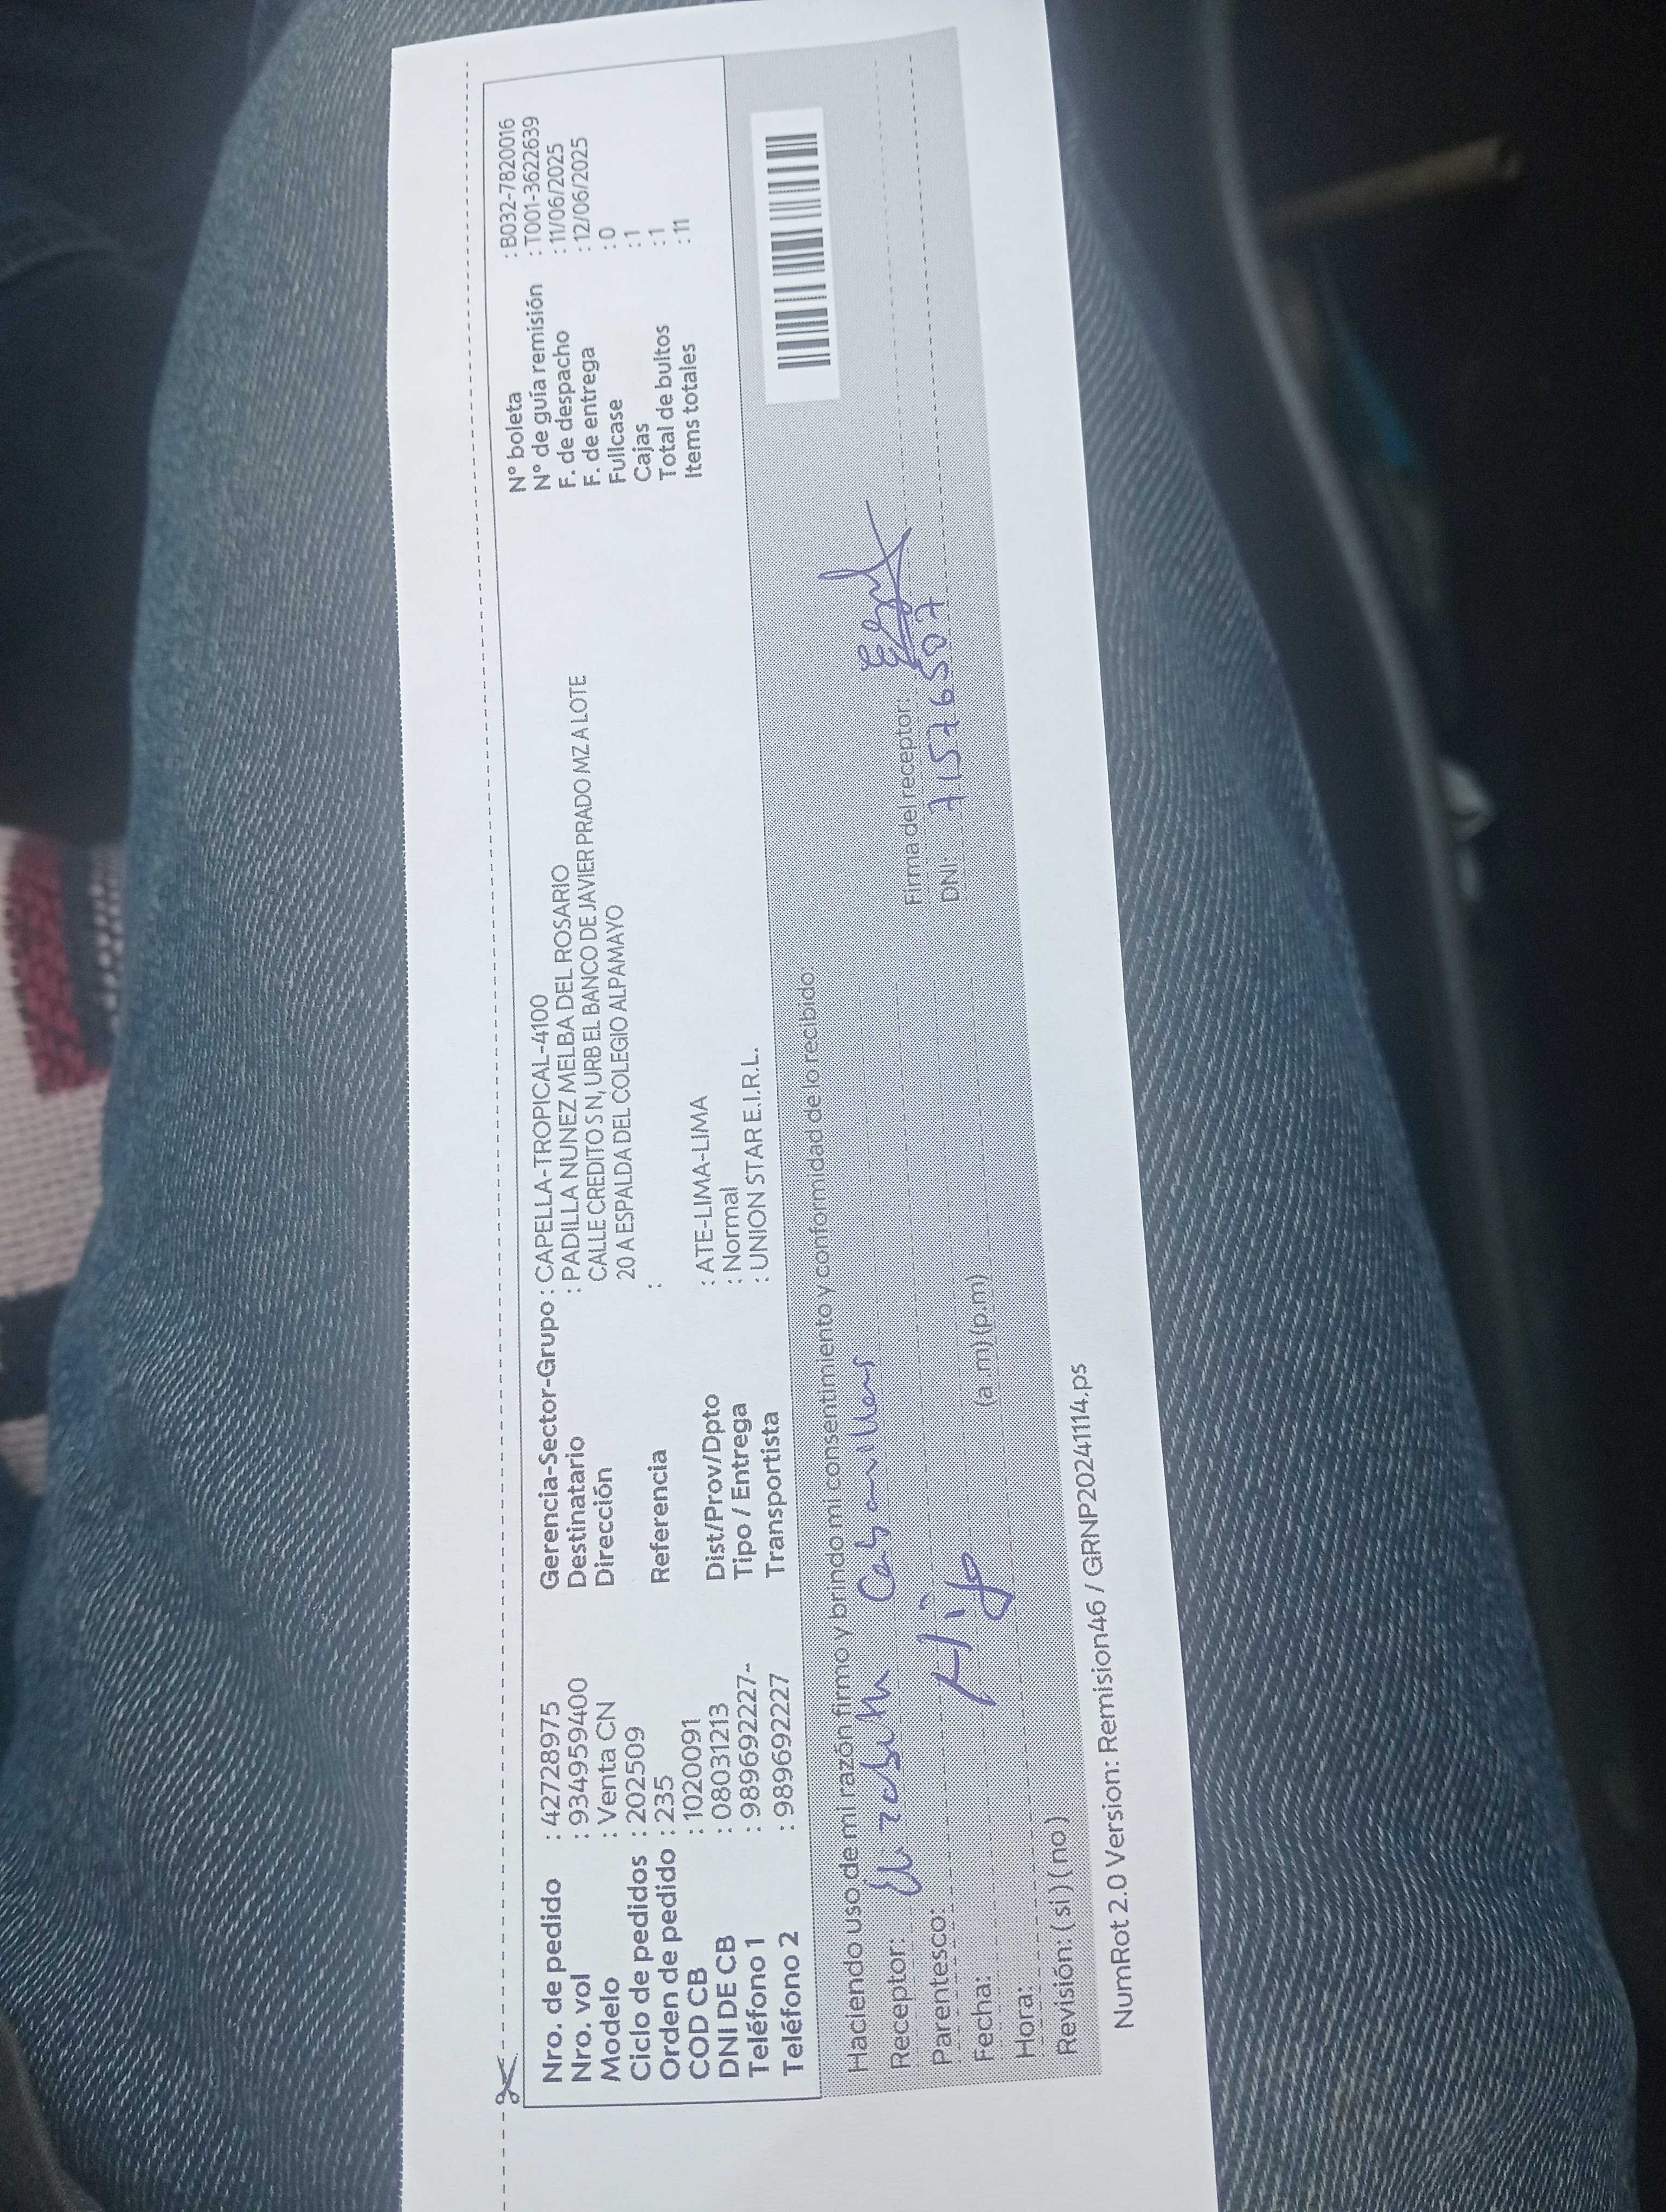 Nro. de pedido : 42728975
Nro. vol : 934959400
Modelo : Venta CN
Ciclo de pedidos : 202509
Orden de pedido : 235
COD CB : 1020091
DNI DE CB : 08031213
Teléfono 1 : 989692227-
Teléfono 2 : 989692227
Gerencia-Sector-Grupo : CAPELLA-TROPICAL-4100
Destinatario : PADILLA NUNEZ MELBA DEL ROSARIO
Dirección CALLE CREDITO S N, URB EL BANCO DE JAVIER PRADO MZ A LOTE
20 A ESPALDA DEL COLEGIO ALPAMAYO
Referencia :
Dist/Prov/Dpto : ATE-LIMA-LIMA
Tipo / Entrega : Normal
Transportista : UNION STAR E.I.R.L.
N° boleta : B032-7820016
N° de guía remisión : T001-3622639
F. de despacho : 11/06/2025
F. de entrega : 12/06/2025
Fullcase : 0
Cajas : 1
Total de bultos : 1
Items totales : 11
Haciendo uso de mi razón firmo y brindo mi consentimiento y conformidad de lo recibido:
Receptor: Elizabeth Cabanillas
Parentesco: Hijo
Fecha:
Hora: (a .m) (p.m)
Revisión: (si) (no)
Firma del receptor:
DNI: 71576507
NumRot 2.0 Version: Remision46 / GRNP20241114.ps